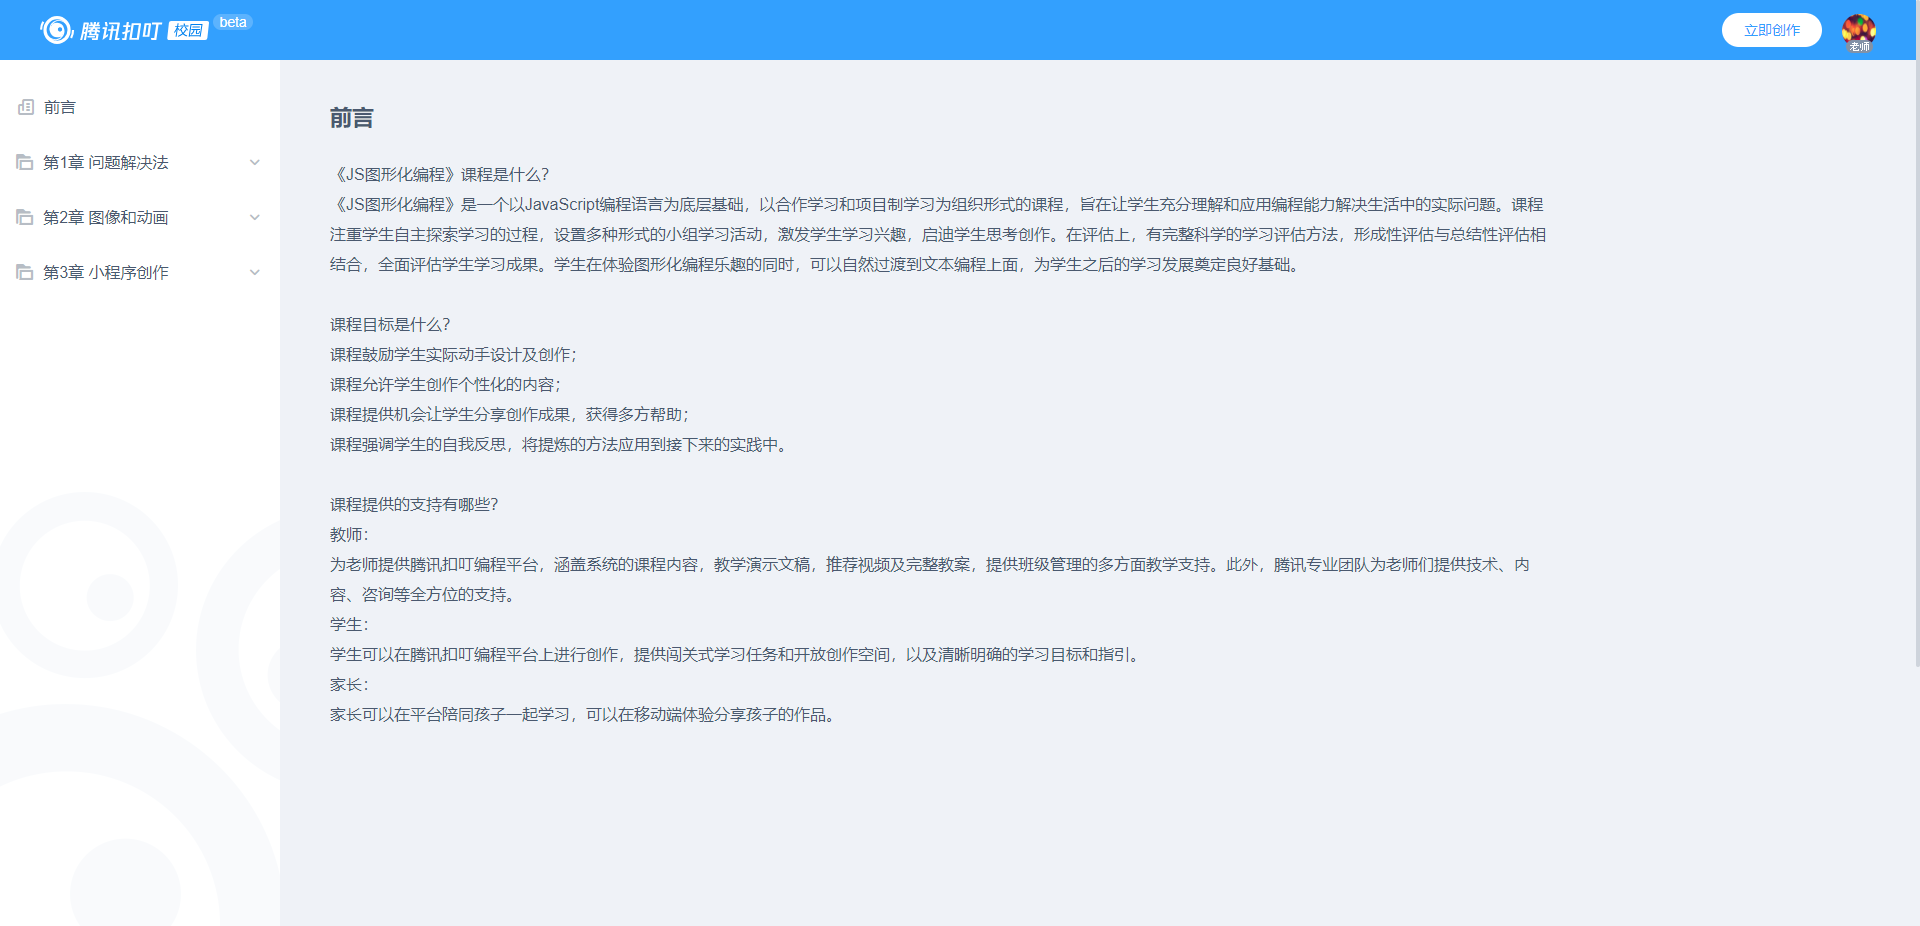 腾讯扣叮 校园 beta
立即创作
老师
前言
第1章 问题解决法
第2章 图像和动画
第3章 小程序创作
前言
《JS图形化编程》课程是什么？
《JS图形化编程》是一个以JavaScript编程语言为底层基础，以合作学习和项目制学习为组织形式的课程，旨在让学生充分理解和应用编程能力解决生活中的实际问题。课程
注重学生自主探索学习的过程，设置多种形式的小组学习活动，激发学生学习兴趣，启迪学生思考创作。在评估上，有完整科学的学习评估方法，形成性评估与总结性评估相
结合，全面评估学生学习成果。学生在体验图形化编程乐趣的同时，可以自然过渡到文本编程上面，为学生之后的学习发展奠定良好基础。
课程目标是什么？
课程鼓励学生实际动手设计及创作；
课程允许学生创作个性化的内容；
课程提供机会让学生分享创作成果，获得多方帮助；
课程强调学生的自我反思，将提炼的方法应用到接下来的实践中。
课程提供的支持有哪些？
教师：
为老师提供腾讯扣叮编程平台，涵盖系统的课程内容，教学演示文稿，推荐视频及完整教案，提供班级管理的多方面教学支持。此外，腾讯专业团队为老师们提供技术、内
容、咨询等全方位的支持。
学生：
学生可以在腾讯扣叮编程平台上进行创作，提供闯关式学习任务和开放创作空间，以及清晰明确的学习目标和指引。
家长：
家长可以在平台陪同孩子一起学习，可以在移动端体验分享孩子的作品。